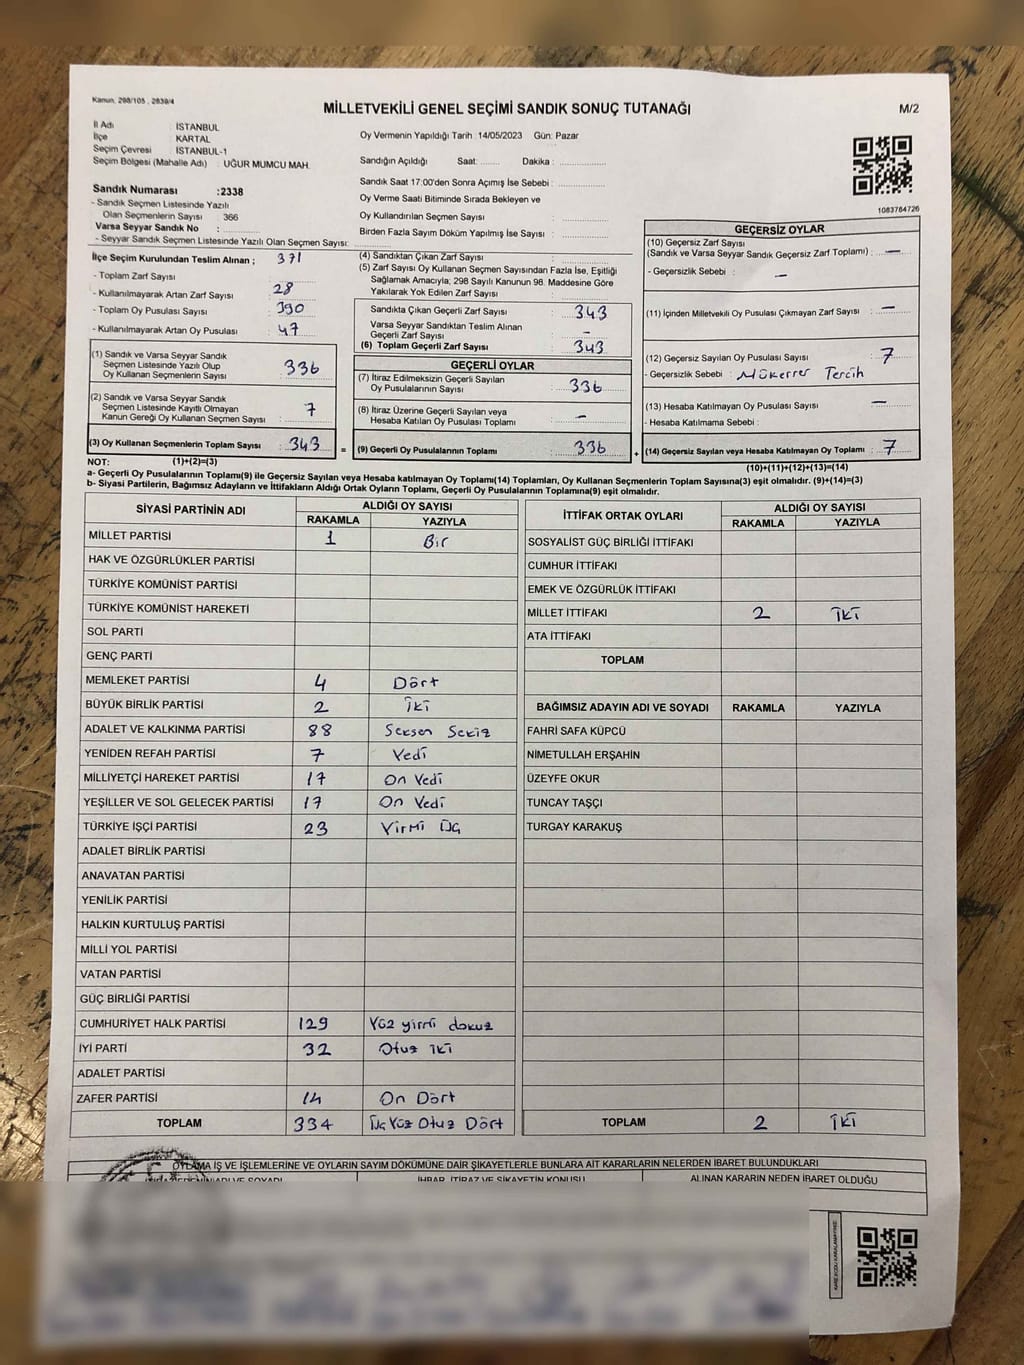 Kanun, 298/105 , 2839/4
MİLLETVEKİLİ GENEL SEÇİMİ SANDIK SONUÇ TUTANAĞI
M/2
İl Adı İSTANBUL
İlçe KARTAL
Seçim Çevresi İSTANBUL-1
Seçim Bölgesi (Mahalle Adı) : UĞUR MUMCU MAH.
Sandık Numarası :2338
- Sandık Seçmen Listesinde Yazılı
Olan Seçmenlerin Sayısı 366
Varsa Seyyar Sandık No :
- Seyyar Sandık Seçmen Listesinde Yazılı Olan Seçmen Sayısı:
Oy Vermenin Yapıldığı Tarih :14/05/2023 Gün: Pazar
Sandığın Açıldığı Saat: Dakika :
Sandık Saat 17:00'den Sonra Açımış İse Sebebi :
Oy Verme Saati Bitiminde Sırada Bekleyen ve
Oy Kullandırılan Seçmen Sayısı :
Birden Fazla Sayım Döküm Yapılmış İse Sayısı :
1083784726
İlçe Seçim Kurulundan Teslim Alınan ; 371
- Toplam Zarf Sayısı
- Kullanılmayarak Artan Zarf Sayısı : 28
- Toplam Oy Pusulası Sayısı : 390
- Kullanılmayarak Artan Oy Pusulası : 47
(1) Sandık ve Varsa Seyyar Sandık
Seçmen Listesinde Yazılı Olup
Oy Kullanan Seçmenlerin Sayısı : 336
(2) Sandık ve Varsa Seyyar Sandık
Seçmen Listesinde Kayıtlı Olmayan
Kanun Gereği Oy Kullanan Seçmen Sayısı : 7
(3) Oy Kullanan Seçmenlerin Toplam Sayısı : 343 =
(4) Sandıktan Çıkan Zarf Sayısı :
(5) Zarf Sayısı Oy Kullanan Seçmen Sayısından Fazla İse, Eşitliği
Sağlamak Amacıyla; 298 Sayılı Kanunun 98. Maddesine Göre
Yakılarak Yok Edilen Zarf Sayısı :
Sandıkta Çıkan Geçerli Zarf Sayısı : 343
Varsa Seyyar Sandıktan Teslim Alınan
Geçerli Zarf Sayısı : -
(6) Toplam Geçerli Zarf Sayısı : 343
GEÇERLİ OYLAR
(7) İtiraz Edilmeksizin Geçerli Sayılan
Oy Pusulalarının Sayısı : 336
(8) İtiraz Üzerine Geçerli Sayılan veya
Hesaba Katılan Oy Pusulaları Toplamı : -
(9) Geçerli Oy Pusulalarının Toplamı : 336 +
GEÇERSİZ OYLAR
(10) Geçersiz Zarf Sayısı
(Sandık ve Varsa Seyyar Sandık Geçersiz Zarf Toplamı) : -
- Geçersizlik Sebebi : -
(11) İçinden Milletvekili Oy Pusulası Çıkmayan Zarf Sayısı : -
(12) Geçersiz Sayılan Oy Pusulası Sayısı : 7
- Geçersizlik Sebebi : Mükerrer Tercih
(13) Hesaba Katılmayan Oy Pusulası Sayısı : -
- Hesaba Katılmama Sebebi :
(14) Geçersiz Sayılan veya Hesaba Katılmayan Oy Toplamı : 7
NOT: (1)+(2)=(3)
(10)+(11)+(12)+(13)=(14)
a- Geçerli Oy Pusulalarının Toplamı(9) ile Geçersiz Sayılan veya Hesaba katılmayan Oy Toplamı(14) Toplamları, Oy Kullanan Seçmenlerin Toplam Sayısına(3) eşit olmalıdır. (9)+(14)=(3)
b- Siyasi Partilerin, Bağımsız Adayların ve İttifakların Aldığı Ortak Oyların Toplamı, Geçerli Oy Pusulalarının Toplamına(9) eşit olmalıdır.
SİYASİ PARTİNİN ADI ALDIĞI OY SAYISI
RAKAMLA YAZIYLA
MİLLET PARTİSİ 1 Bir
HAK VE ÖZGÜRLÜKLER PARTİSİ
TÜRKİYE KOMÜNİST PARTİSİ
TÜRKİYE KOMÜNİST HAREKETİ
SOL PARTİ
GENÇ PARTİ
MEMLEKET PARTİSİ 4 Dört
BÜYÜK BİRLİK PARTİSİ 2 İki
ADALET VE KALKINMA PARTİSİ 88 Seksen Sekiz
YENİDEN REFAH PARTİSİ 7 Yedi
MİLLİYETÇİ HAREKET PARTİSİ 17 On Yedi
YEŞİLLER VE SOL GELECEK PARTİSİ 17 On Yedi
TÜRKİYE İŞÇİ PARTİSİ 23 Yirmi Üç
ADALET BİRLİK PARTİSİ
ANAVATAN PARTİSİ
YENİLİK PARTİSİ
HALKIN KURTULUŞ PARTİSİ
MİLLİ YOL PARTİSİ
VATAN PARTİSİ
GÜÇ BİRLİĞİ PARTİSİ
CUMHURİYET HALK PARTİSİ 129 Yüz yirmi dokuz
İYİ PARTİ 32 Otuz iki
ADALET PARTİSİ
ZAFER PARTİSİ 14 On Dört
TOPLAM 334 Üç Yüz Otuz Dört
İTTİFAK ORTAK OYLARI ALDIĞI OY SAYISI
RAKAMLA YAZIYLA
SOSYALİST GÜÇ BİRLİĞİ İTTİFAKI
CUMHUR İTTİFAKI
EMEK VE ÖZGÜRLÜK İTTİFAKI
MİLLET İTTİFAKI 2 İki
ATA İTTİFAKI
TOPLAM
BAĞIMSIZ ADAYIN ADI VE SOYADI RAKAMLA YAZIYLA
FAHRİ SAFA KÜPCÜ
NİMETULLAH ERŞAHİN
ÜZEYFE OKUR
TUNCAY TAŞÇI
TURGAY KARAKUŞ
TOPLAM 2 İki
OYLAMA İŞ VE İŞLEMLERİNE VE OYLARIN SAYIM DÖKÜMÜNE DAİR ŞİKAYETLERLE BUNLARA AİT KARARLARIN NELERDEN İBARET BULUNDUKLARI
İHBAR, İTİRAZ VE ŞİKAYETİN KONUSU ALINAN KARARIN NEDEN İBARET OLDUĞU